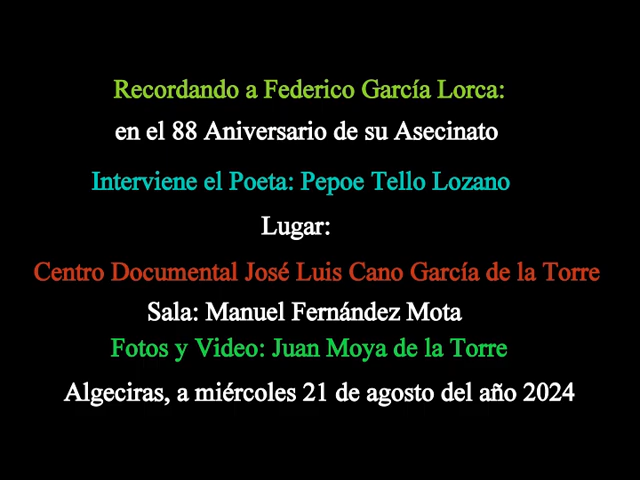 Recordando a Federico García Lorca:
en el 88 Aniversario de su Asecinato
Interviene el Poeta: Pepoe Tello Lozano
Lugar:
Centro Documental José Luis Cano García de la Torre
Sala: Manuel Fernández Mota
Fotos y Video: Juan Moya de la Torre
Algeciras, a miércoles 21 de agosto del año 2024